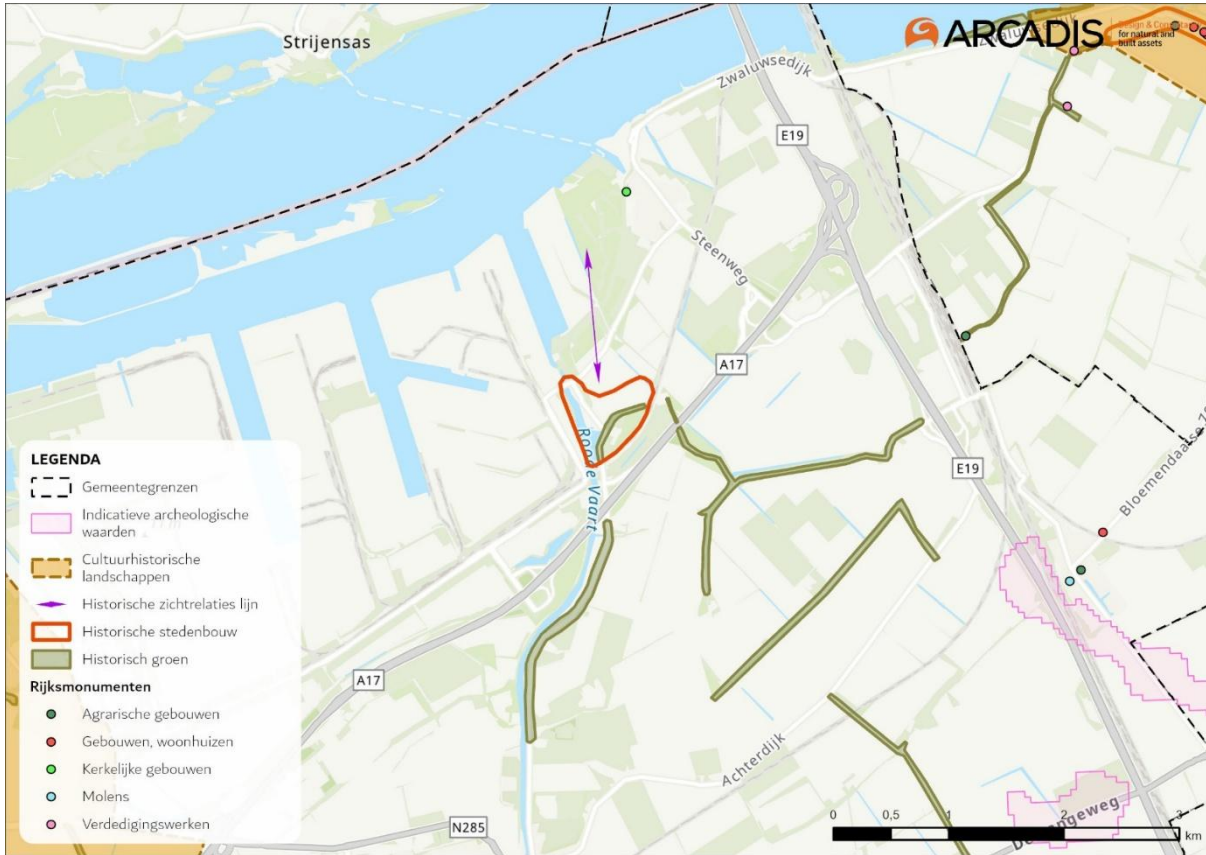 Strijensas
ARCADIS
Design & Consultancy
for natural and
built assets
Zwaluwsedijk
Zwaluwsedijk
E19
Steenweg
A17
Roode Vaart
E19
Bloemendaalse
A17
Achterdijk
N285
LEGENDA
Gemeentegrenzen
Indicatieve archeologische
waarden
Cultuurhistorische
landschappen
Historische zichtrelaties lijn
Historische stedenbouw
Historisch groen
Rijksmonumenten
Agrarische gebouwen
Gebouwen, woonhuizen
Kerkelijke gebouwen
Molens
Verdedigingswerken
0 0,5 1 2 3
km